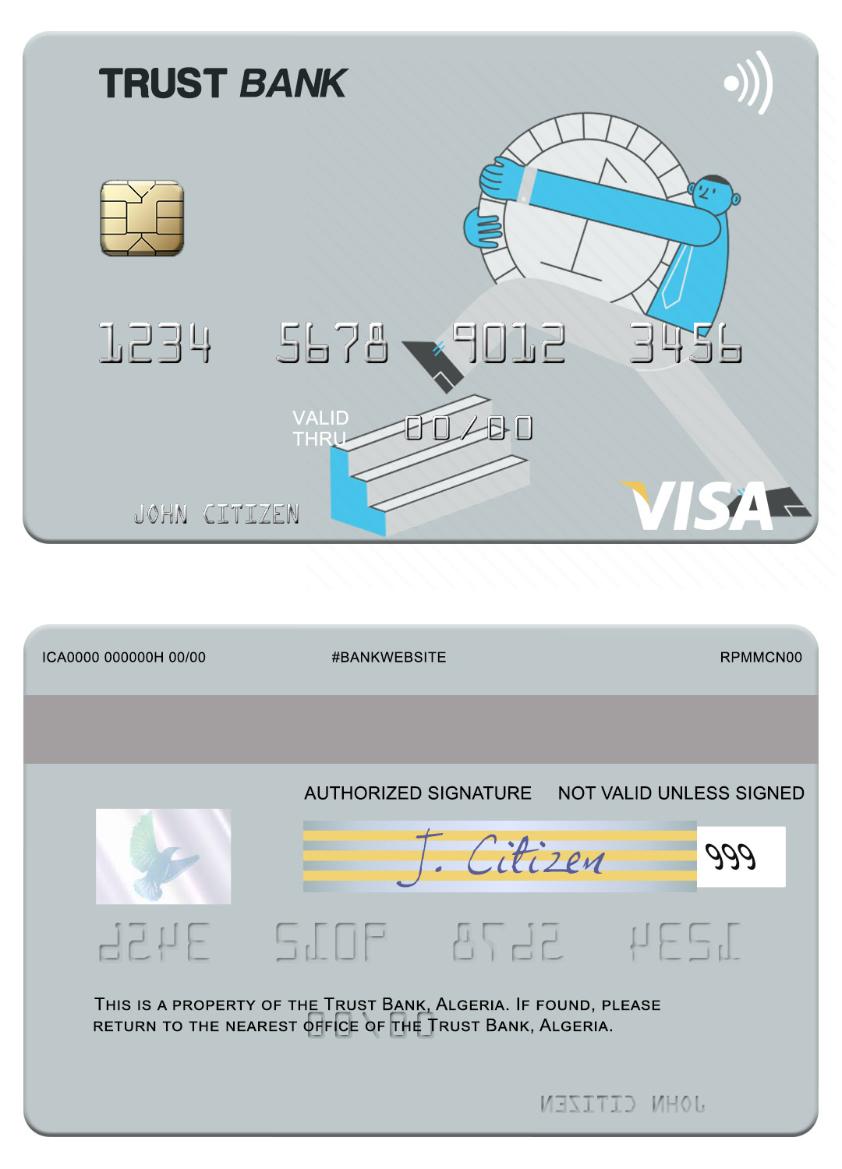 TRUST BANK
1234 5678 9012 3456
VALID
THRU 00/00
JOHN CITIZEN
VISA
ICA0000 000000H 00/00 #BANKWEBSITE RPMMCN00
AUTHORIZED SIGNATURE NOT VALID UNLESS SIGNED
J. Citizen 999
1234 5678 9012 3456
THIS IS A PROPERTY OF THE TRUST BANK, ALGERIA. IF FOUND, PLEASE
RETURN TO THE NEAREST OFFICE OF THE TRUST BANK, ALGERIA.
00/00
JOHN CITIZEN